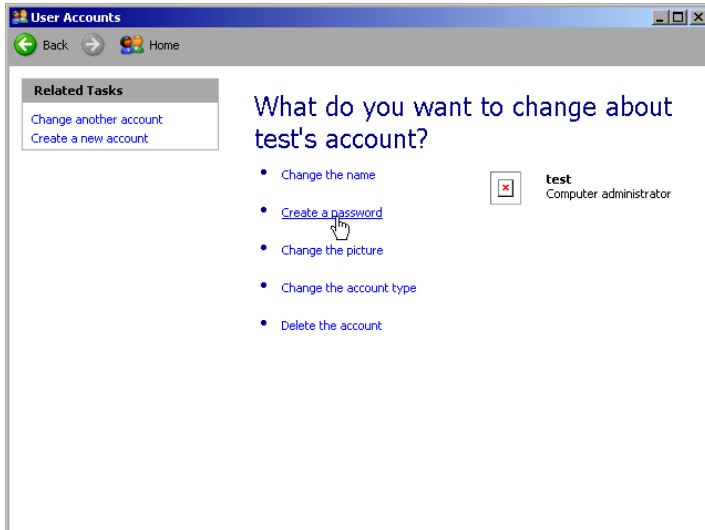 User Accounts
Back Home
Related Tasks
Change another account
Create a new account
What do you want to change about
test's account?
Change the name
Create a password
Change the picture
Change the account type
Delete the account
test
Computer administrator